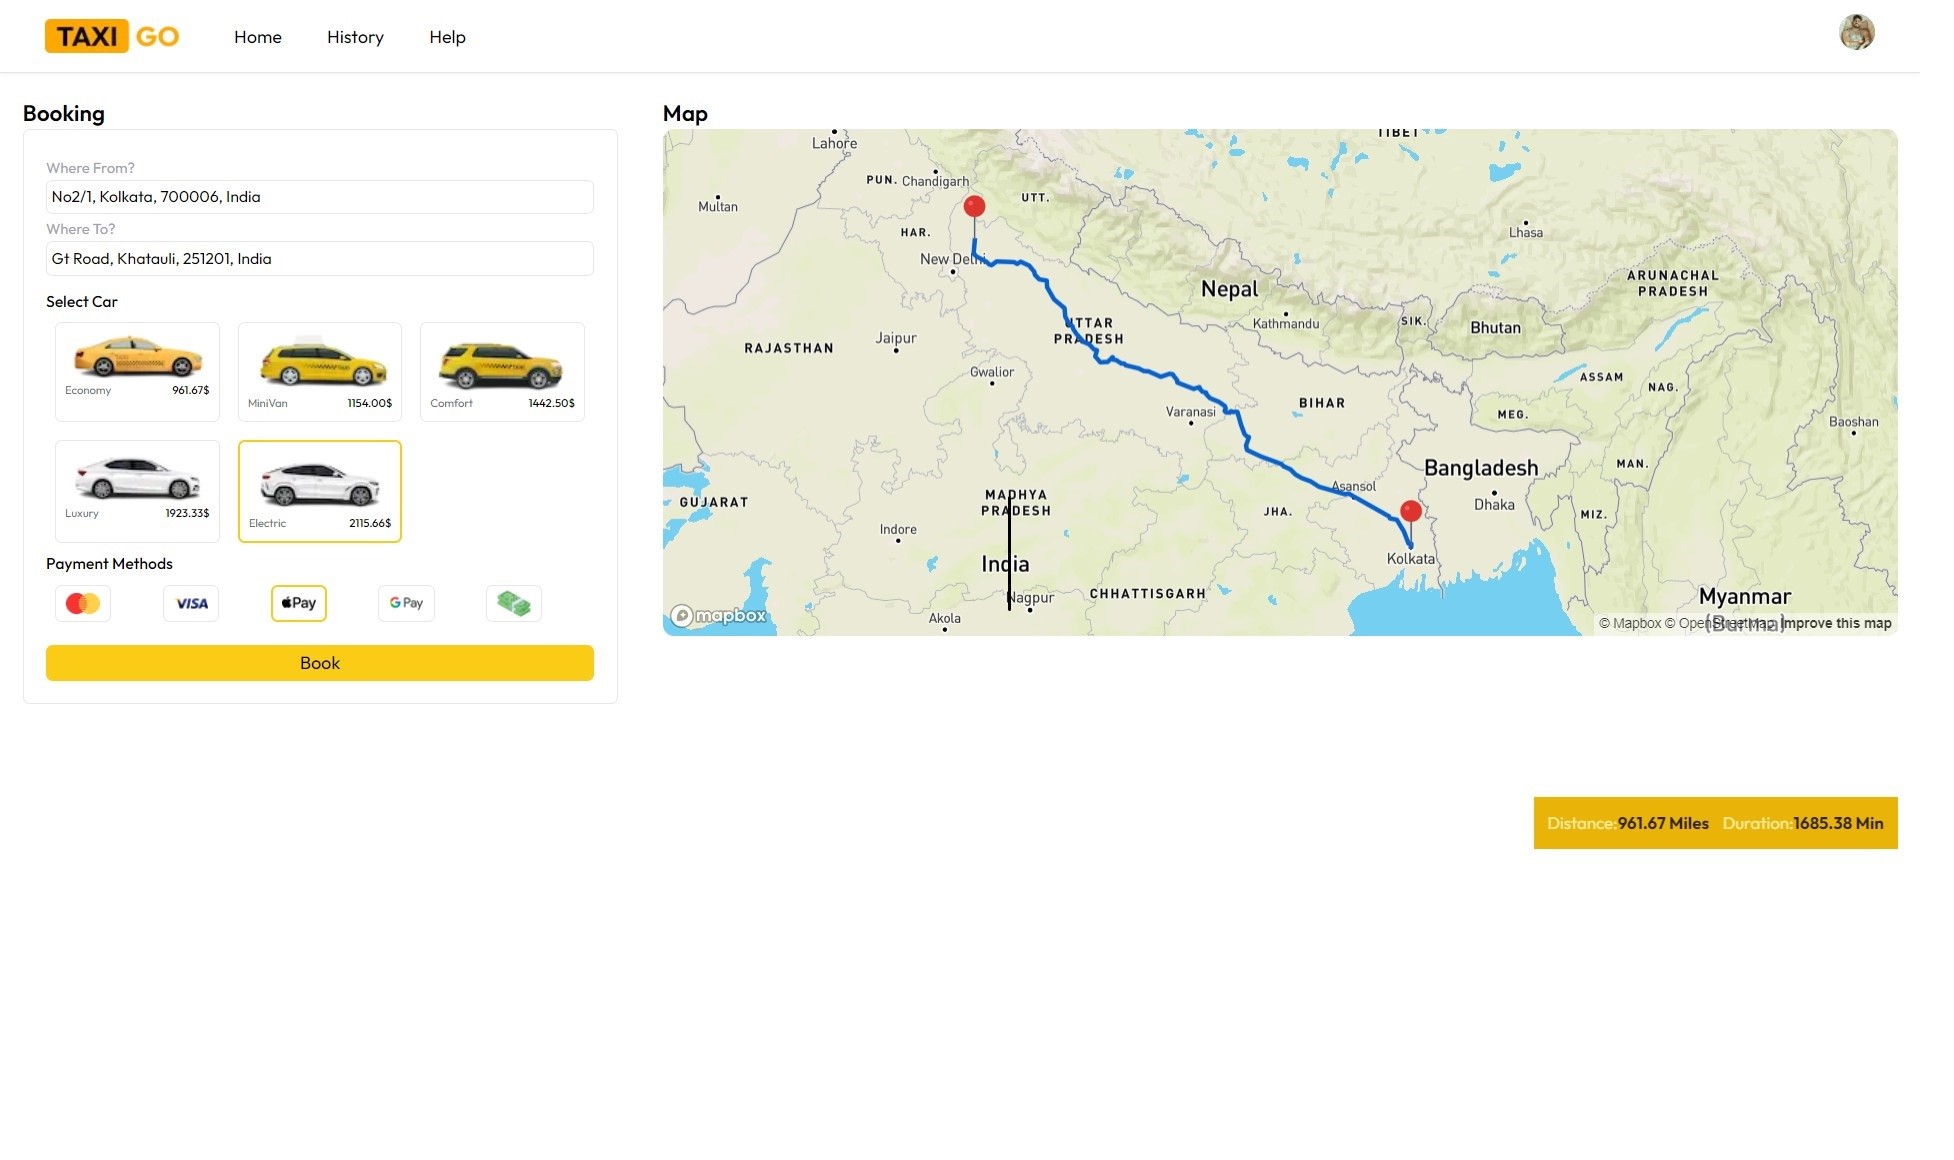 TAXI GO
Home
History
Help
Booking
Where From?
No2/1, Kolkata, 700006, India
Where To?
Gt Road, Khatauli, 251201, India
Select Car
Economy 961.67$
MiniVan 1154.00$
Comfort 1442.50$
Luxury 1923.33$
Electric 2115.66$
Payment Methods
VISA
Pay
G Pay
Book
Map
TIBET
Lahore
PUN.
Chandigarh
UTT.
Multan
HAR.
Lhasa
New Delhi
ARUNACHAL
PRADESH
Nepal
Kathmandu
SIK.
Bhutan
UTTAR
PRADESH
Jaipur
RAJASTHAN
Gwalior
ASSAM
NAG.
BIHAR
Varanasi
MEG.
Baoshan
Bangladesh
MAN.
Asansol
GUJARAT
MADHYA
PRADESH
JHA.
Dhaka
MIZ.
Indore
India
Kolkata
Nagpur
CHHATTISGARH
Myanmar
(Burma)
Akola
mapbox
© Mapbox © OpenStreetMap Improve this map
Distance:961.67 Miles Duration:1685.38 Min